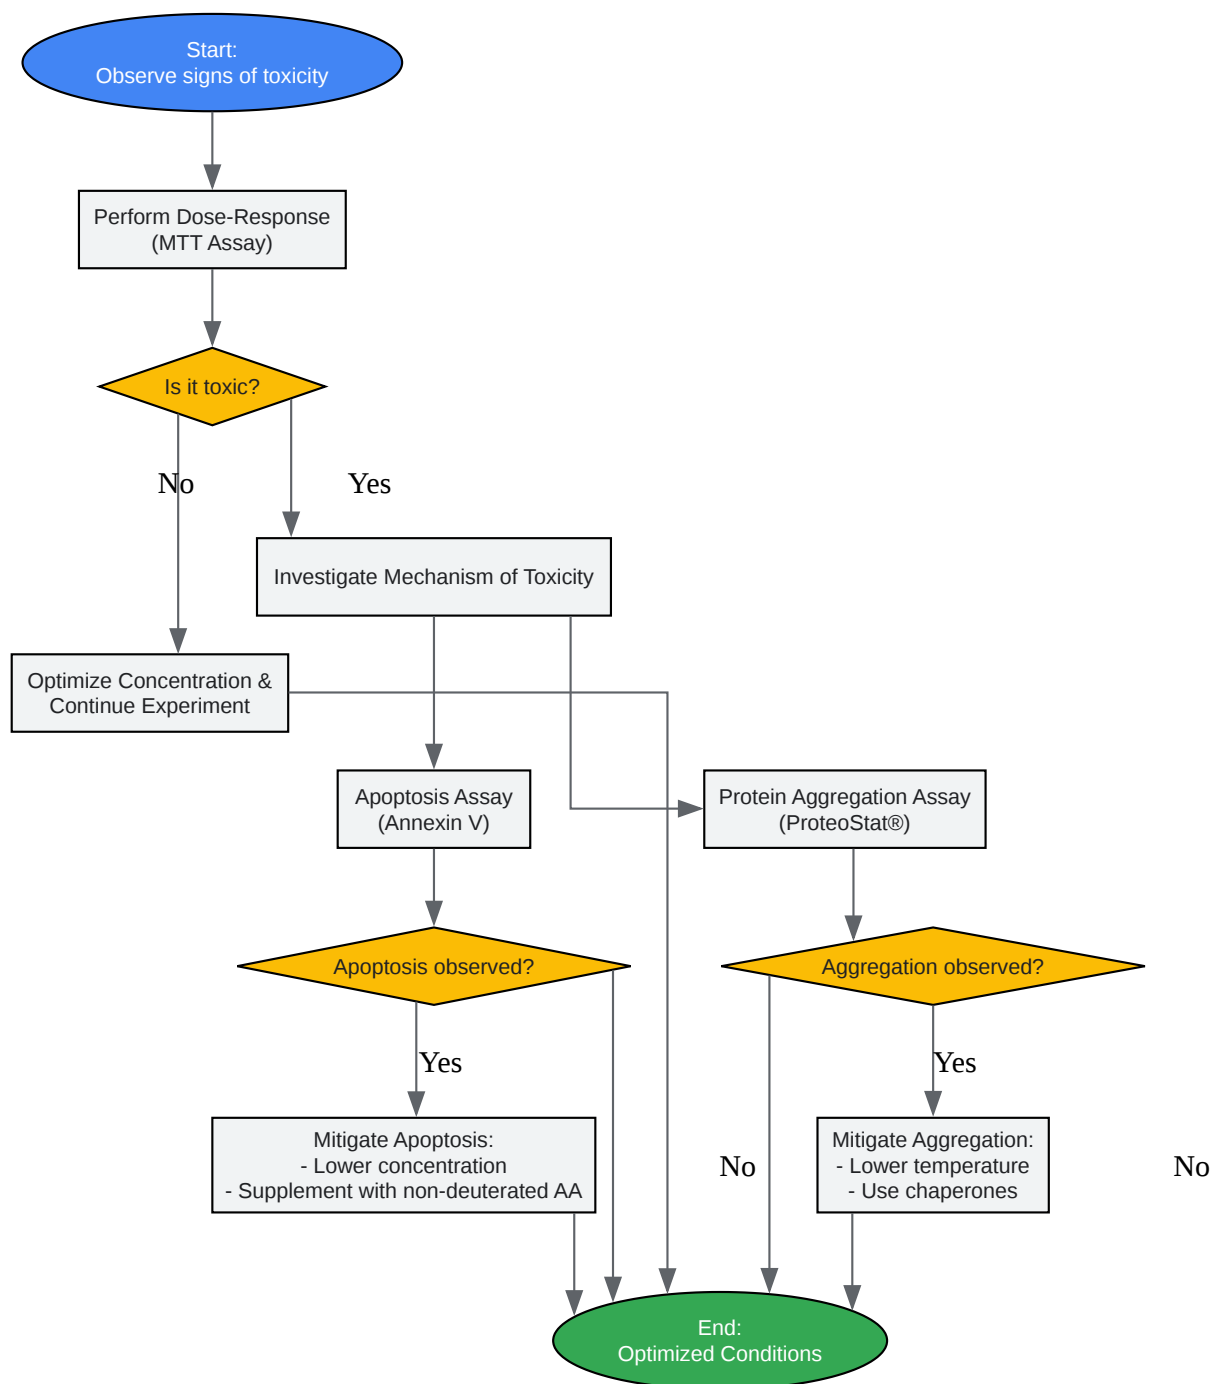 Start:
Observe signs of toxicity
Perform Dose-Response
(MTT Assay)
Is it toxic?
No
Yes
Investigate Mechanism of Toxicity
Optimize Concentration &
Continue Experiment
Apoptosis Assay
(Annexin V)
Protein Aggregation Assay
(ProteoStat®)
Apoptosis observed?
Aggregation observed?
Yes
Yes
Mitigate Apoptosis:
- Lower concentration
- Supplement with non-deuterated AA
No
Mitigate Aggregation:
- Lower temperature
- Use chaperones
No
End:
Optimized Conditions